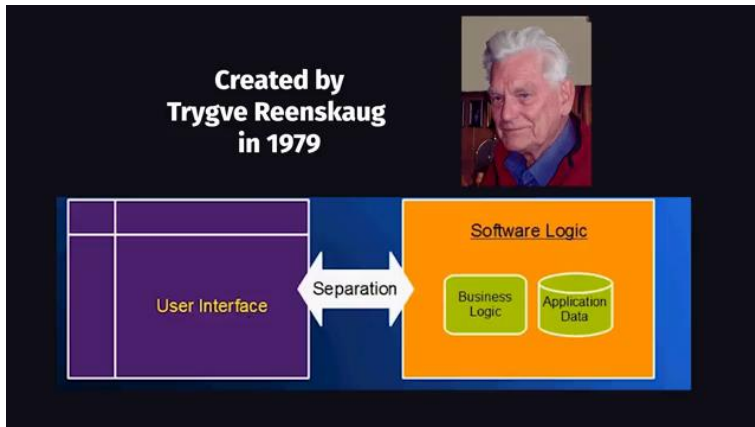 Created by
Trygve Reenskaug
in 1979
User Interface
Separation
Software Logic
Business
Logic
Application
Data